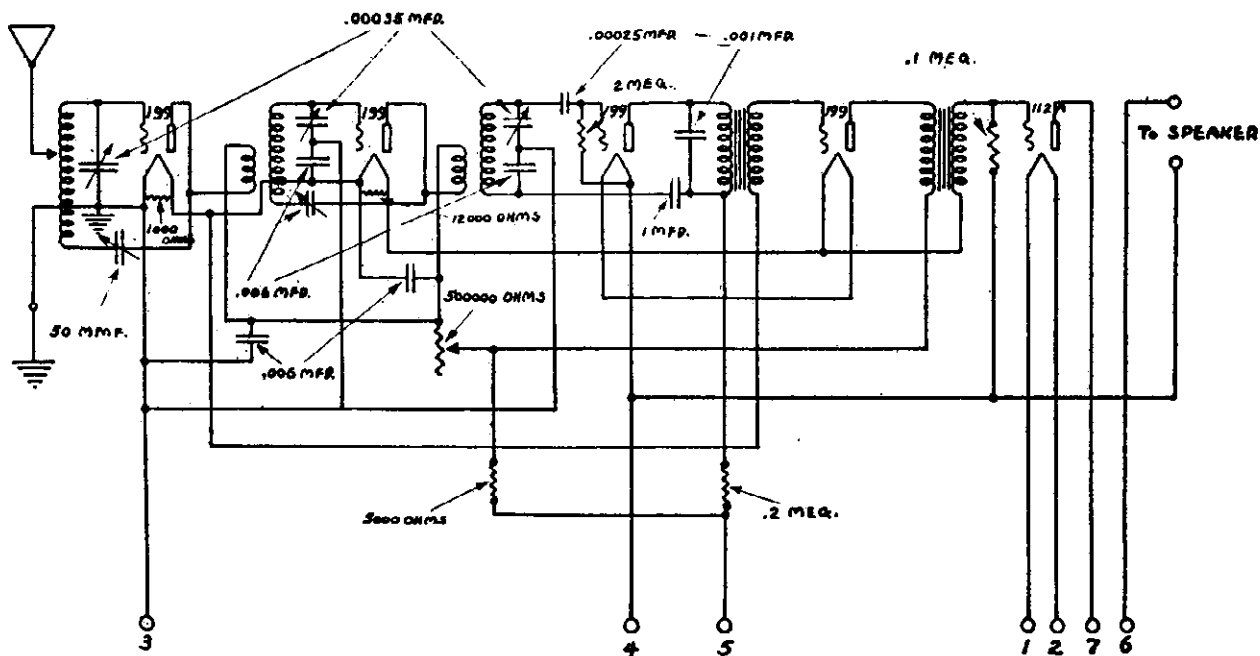 .00035 MFD.
.00025 MFD
.001 MFD
.1 MEG.
2 MEG.
199
199
199
199
112A
TO SPEAKER
1000 OHMS
12000 OHMS
1 MFD.
.006 MFD.
500000 OHMS
50 MMF.
.006 MFD
5000 OHMS
.2 MEG.
3
4
5
1
2
7
6